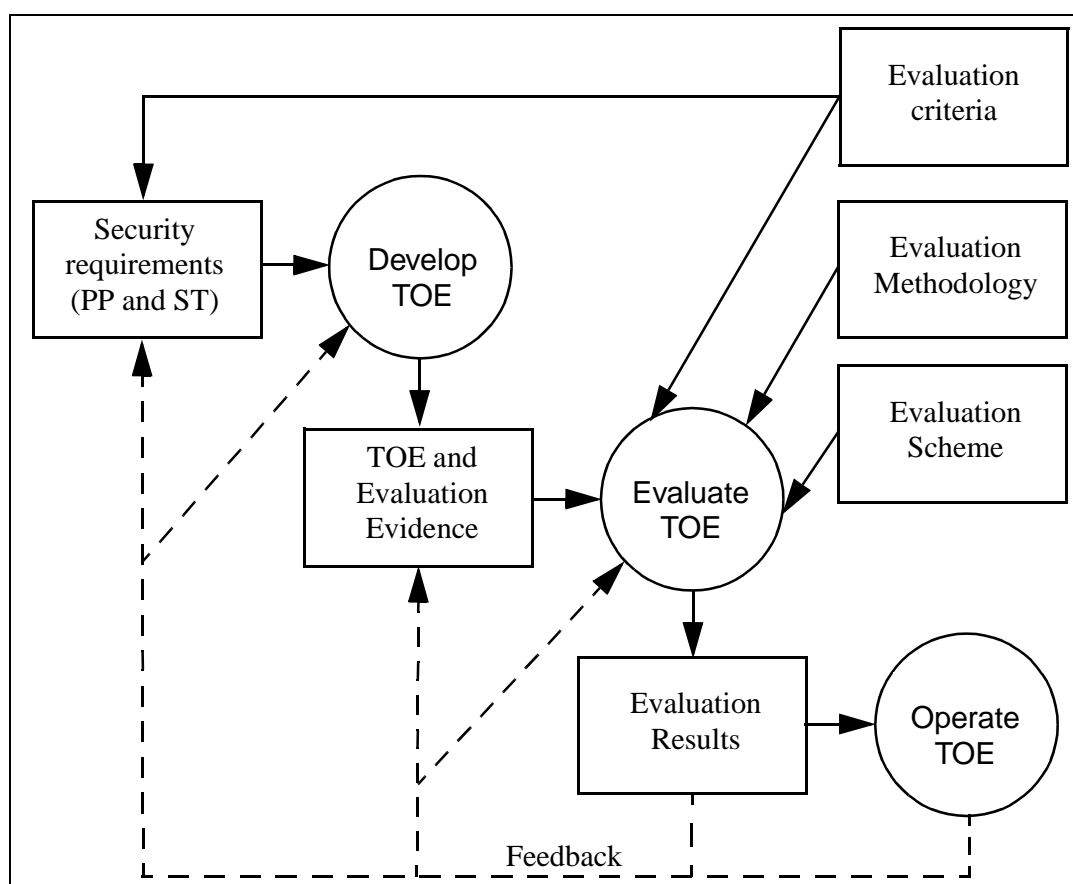 Evaluation
criteria
Security
requirements
(PP and ST)
Develop
TOE
Evaluation
Methodology
Evaluation
Scheme
TOE and
Evaluation
Evidence
Evaluate
TOE
Evaluation
Results
Operate
TOE
Feedback